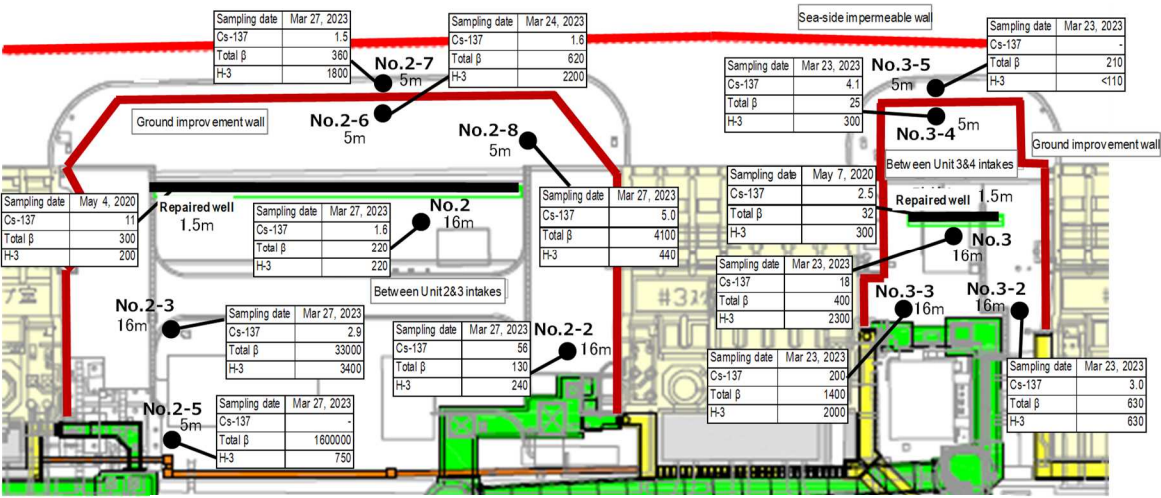 Sea-side impermeable wall
Sampling date Mar 27, 2023
Cs-137 1.5
Total β 360
H-3 1800
Sampling date Mar 24, 2023
Cs-137 1.6
Total β 620
H-3 2200
Sampling date Mar 23, 2023
Cs-137 -
Total β 210
H-3 <110
No.2-7
5m
No.3-5
5m
Sampling date Mar 23, 2023
Cs-137 4.1
Total β 25
H-3 300
Ground improvement wall
No.2-6
5m
No.2-8
5m
No.3-4
5m
Ground improvement wall
Between Unit 3&4 intakes
Sampling date May 4, 2020
Cs-137 11
Total β 300
H-3 200
Repaired well
1.5m
Sampling date Mar 27, 2023
Cs-137 1.6
Total β 220
H-3 220
No.2
16m
Sampling date Mar 27, 2023
Cs-137 5.0
Total β 4100
H-3 440
Sampling date May 7, 2020
Cs-137 2.5
Total β 32
H-3 300
Repaired well
1.5m
No.3
16m
Between Unit 2&3 intakes
Sampling date Mar 23, 2023
Cs-137 18
Total β 400
H-3 2300
#3ス
No.3-3
16m
No.3-2
16m
No.2-3
16m
Sampling date Mar 27, 2023
Cs-137 2.9
Total β 33000
H-3 3400
Sampling date Mar 27, 2023
Cs-137 56
Total β 130
H-3 240
No.2-2
16m
Sampling date Mar 23, 2023
Cs-137 200
Total β 1400
H-3 2000
Sampling date Mar 23, 2023
Cs-137 3.0
Total β 630
H-3 630
No.2-5
5m
Sampling date Mar 27, 2023
Cs-137 -
Total β 1600000
H-3 750